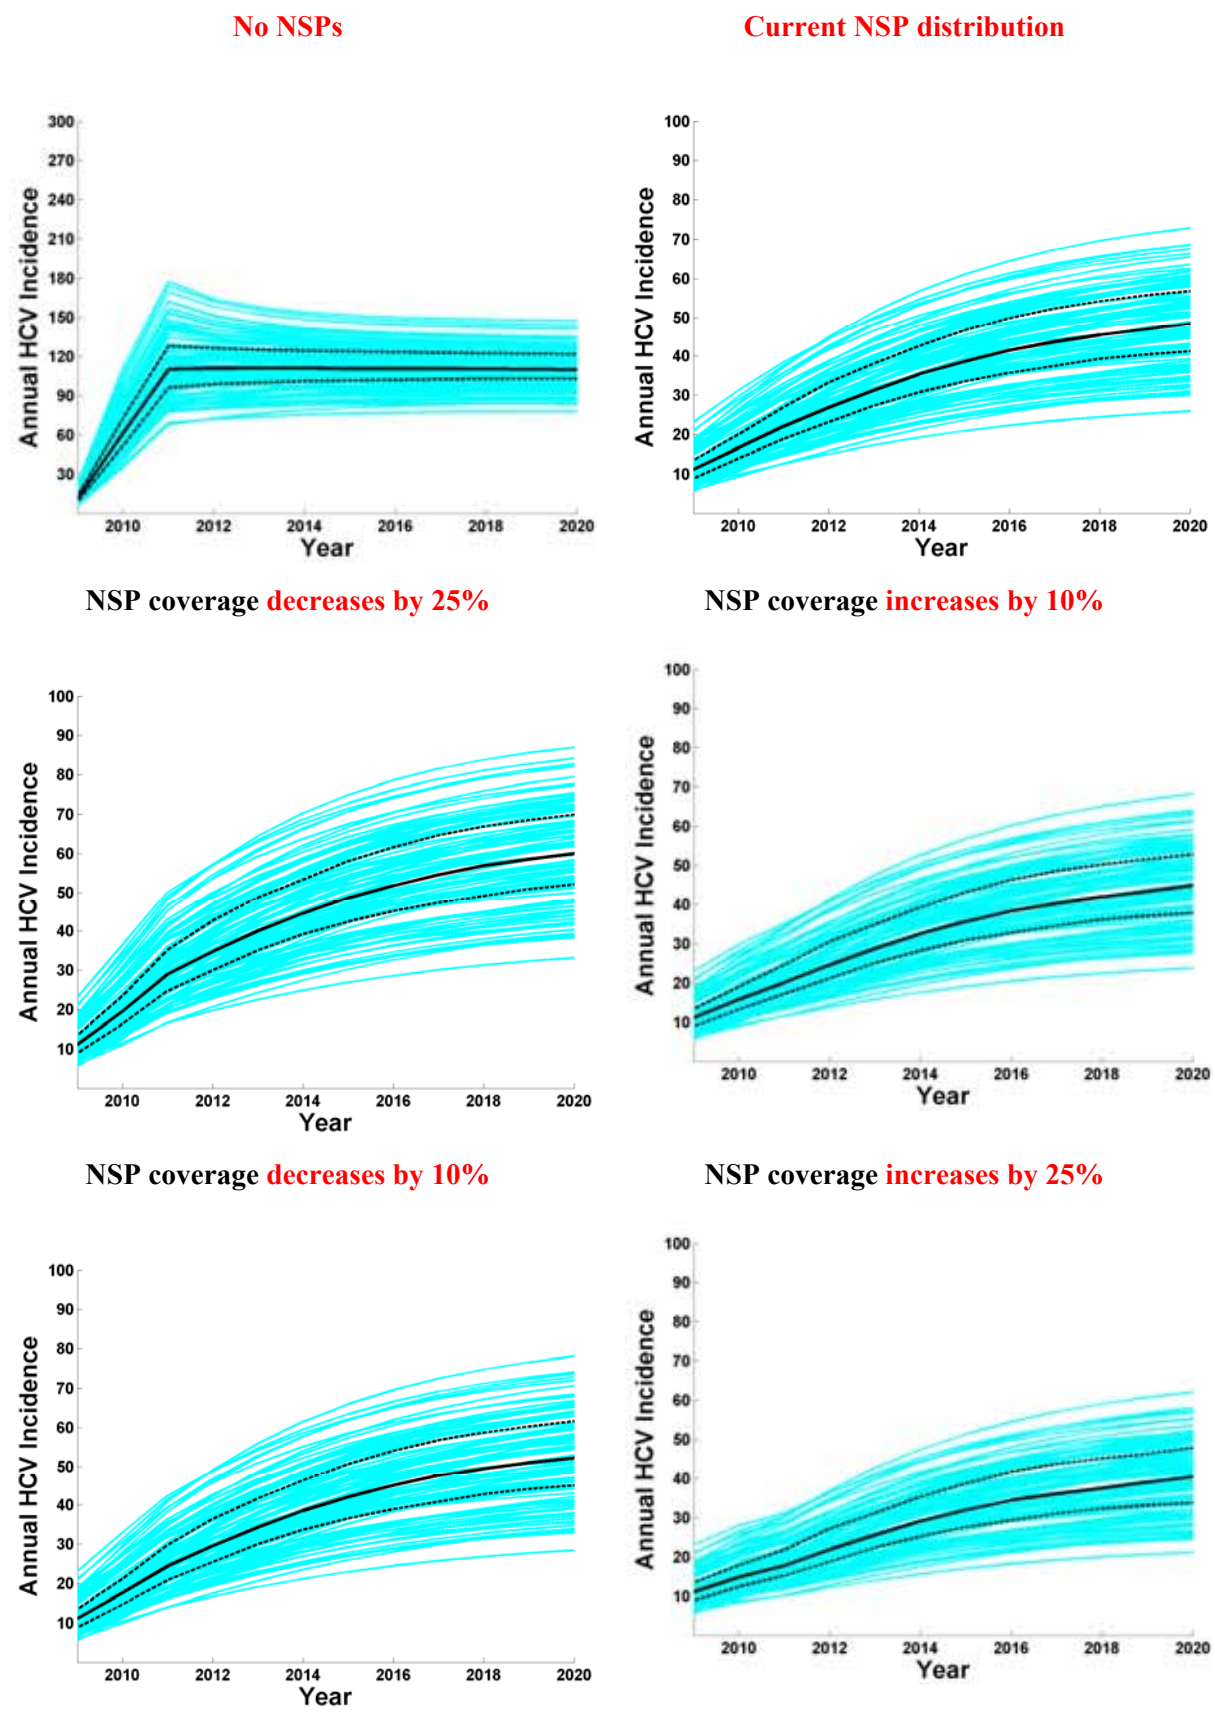 No NSPs
Current NSP distribution
Annual HCV Incidence
300
270
240
210
180
150
120
90
60
30
2010 2012 2014 2016 2018 2020
Year
Annual HCV Incidence
100
90
80
70
60
50
40
30
20
10
2010 2012 2014 2016 2018 2020
Year
NSP coverage decreases by 25%
NSP coverage increases by 10%
Annual HCV Incidence
100
90
80
70
60
50
40
30
20
10
2010 2012 2014 2016 2018 2020
Year
Annual HCV Incidence
100
90
80
70
60
50
40
30
20
10
2010 2012 2014 2016 2018 2020
Year
NSP coverage decreases by 10%
NSP coverage increases by 25%
Annual HCV Incidence
100
90
80
70
60
50
40
30
20
10
2010 2012 2014 2016 2018 2020
Year
Annual HCV Incidence
100
90
80
70
60
50
40
30
20
10
2010 2012 2014 2016 2018 2020
Year